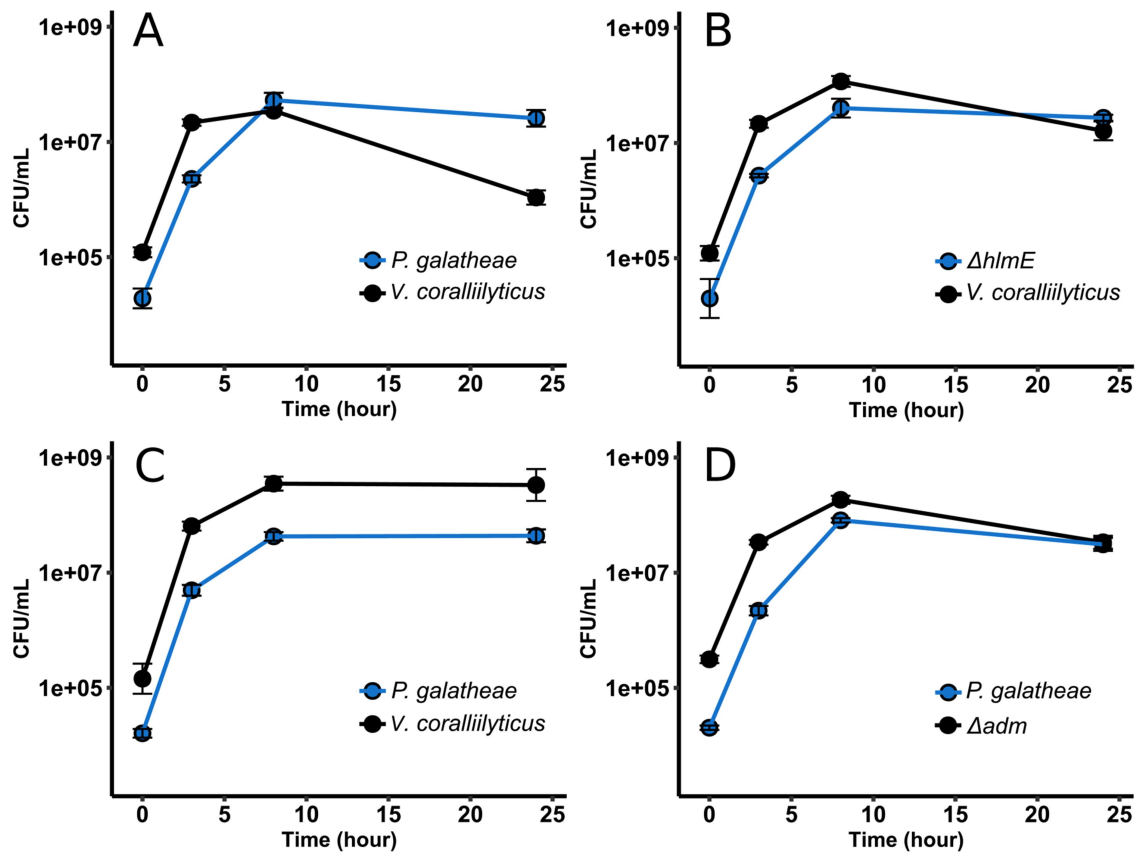 A
1e+09
1e+07
1e+05
CFU/mL
P. galatheae
V. coralliilyticus
0 5 10 15 20 25
Time (hour)
B
1e+09
1e+07
1e+05
CFU/mL
ΔhlmE
V. coralliilyticus
0 5 10 15 20 25
Time (hour)
C
1e+09
1e+07
1e+05
CFU/mL
P. galatheae
V. coralliilyticus
0 5 10 15 20 25
Time (hour)
D
1e+09
1e+07
1e+05
CFU/mL
P. galatheae
Δadm
0 5 10 15 20 25
Time (hour)